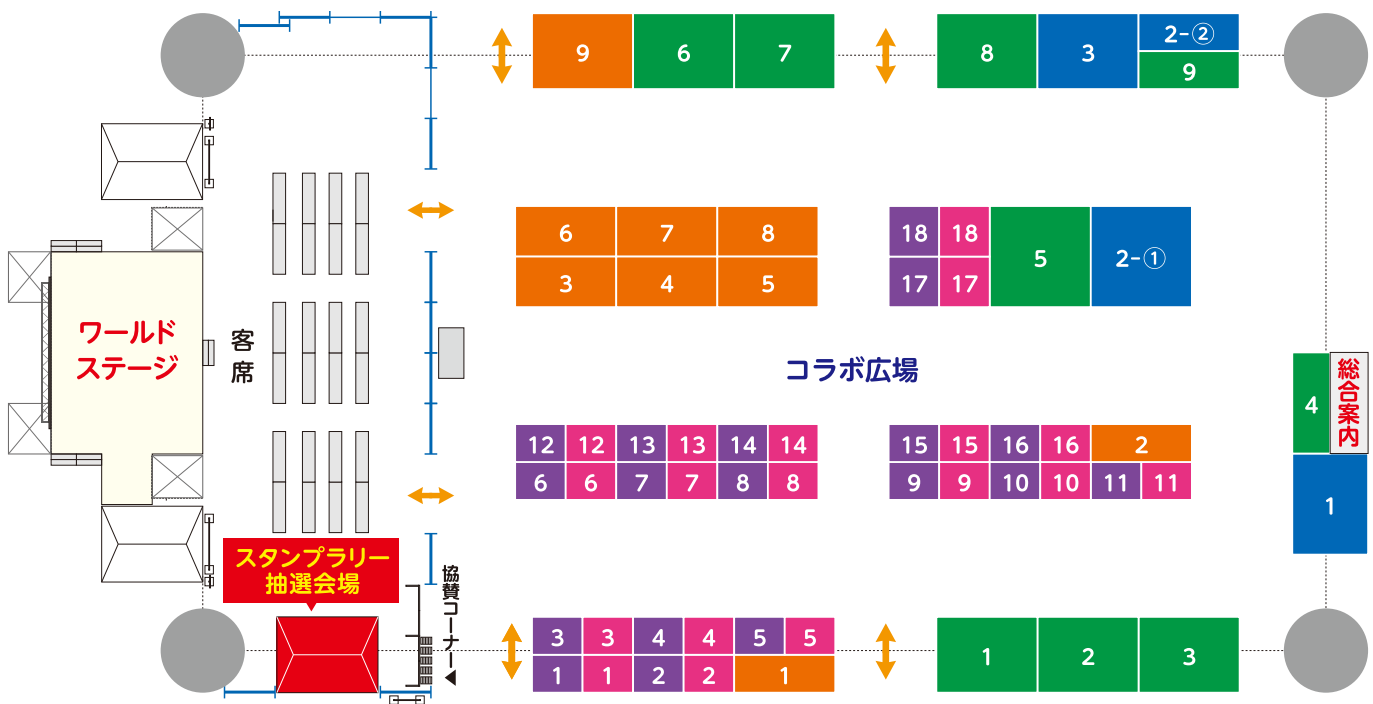 9 6 7 8 3 2-②
9
6 7 8 18 18 5 2-①
3 4 5 17 17
ワールド
ステージ
客席
コラボ広場
4 総合案内
12 12 13 13 14 14 15 15 16 16 2
6 6 7 7 8 8 9 9 10 10 11 11
1
スタンプラリー
抽選会場
協賛コーナー▼
3 3 4 4 5 5 1 2 3
1 1 2 2 1